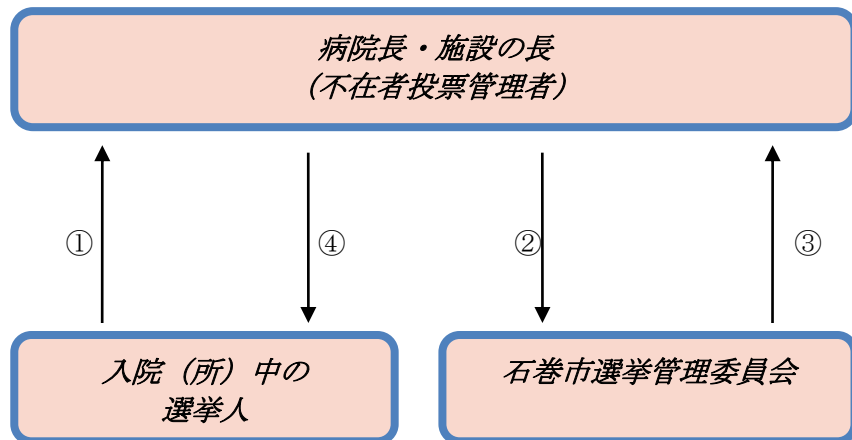 病院長・施設の長
（不在者投票管理者）
① ④ ② ③
入院（所）中の
選挙人
石巻市選挙管理委員会